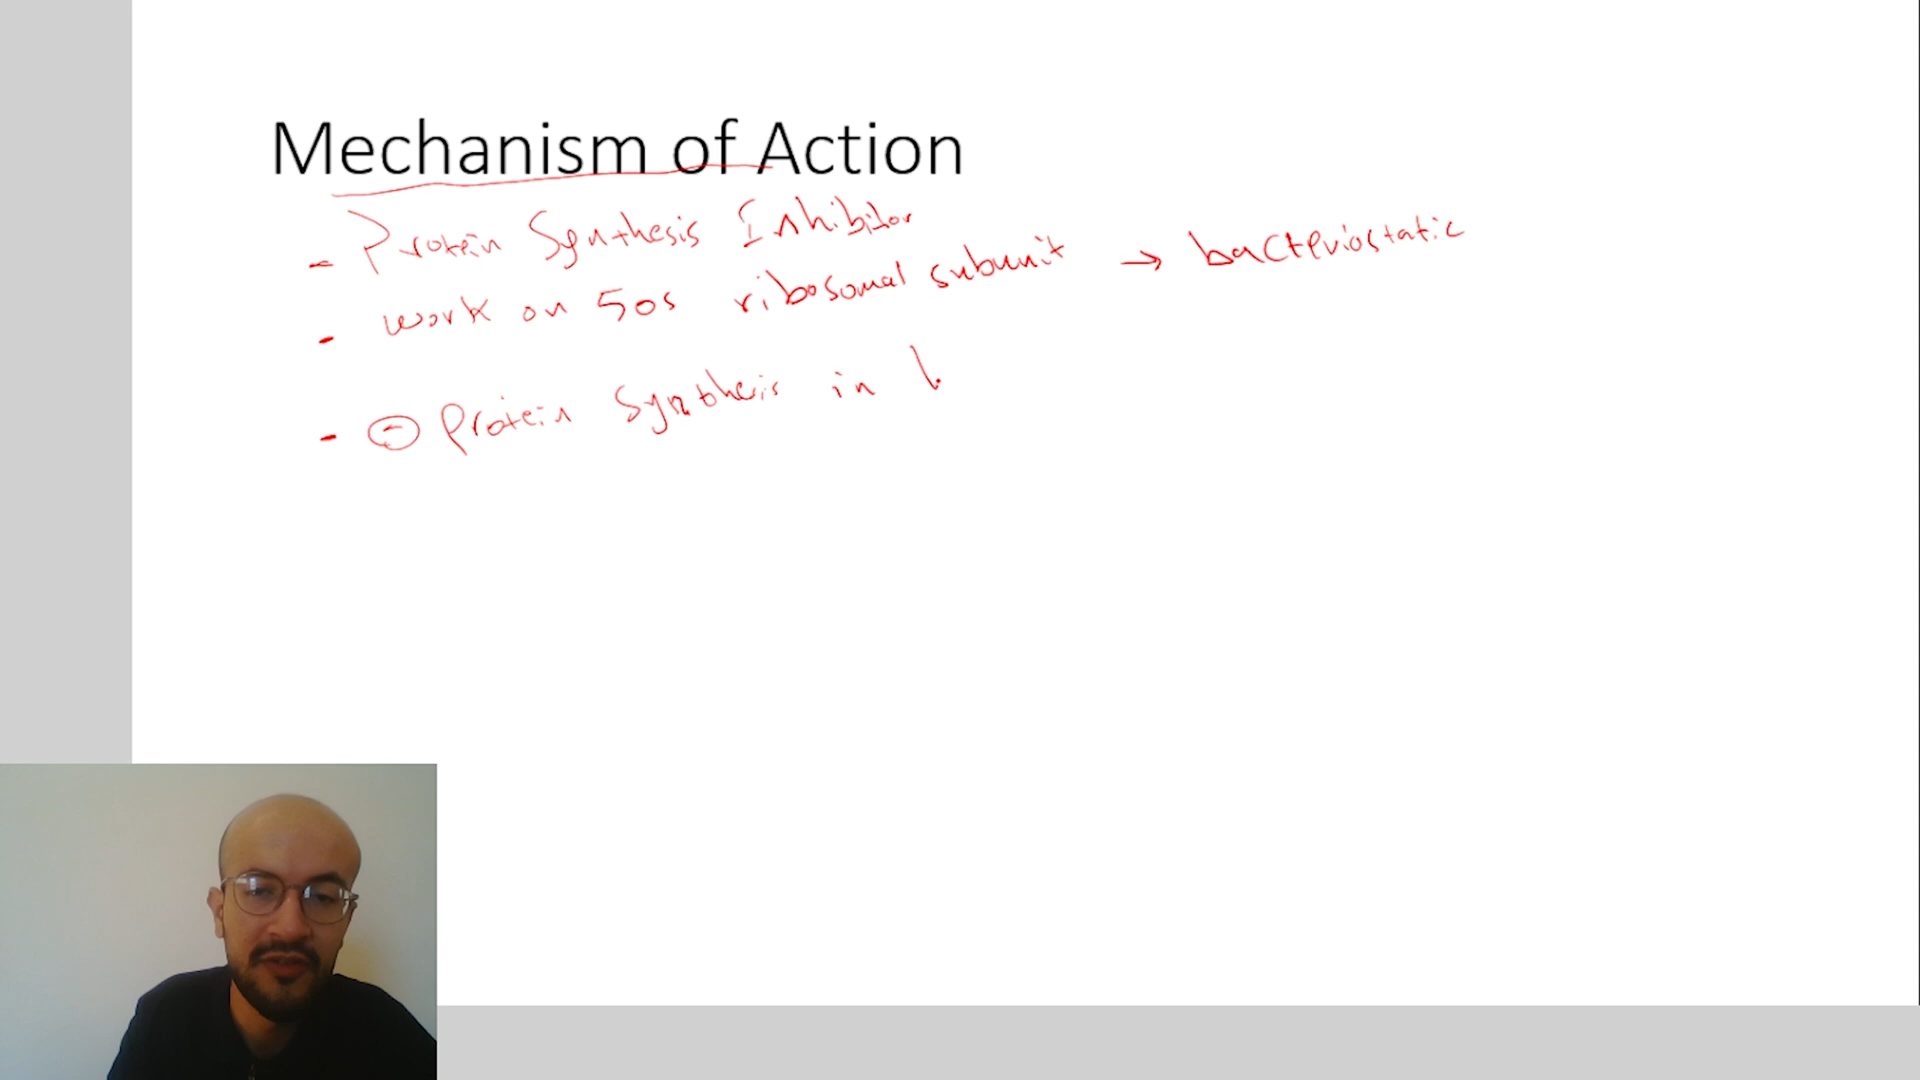 Mechanism of Action
- Protein Synthesis Inhibitor
- work on 50s ribosomal subunit → bacteriostatic
- ⊖ Protein Synthesis in b